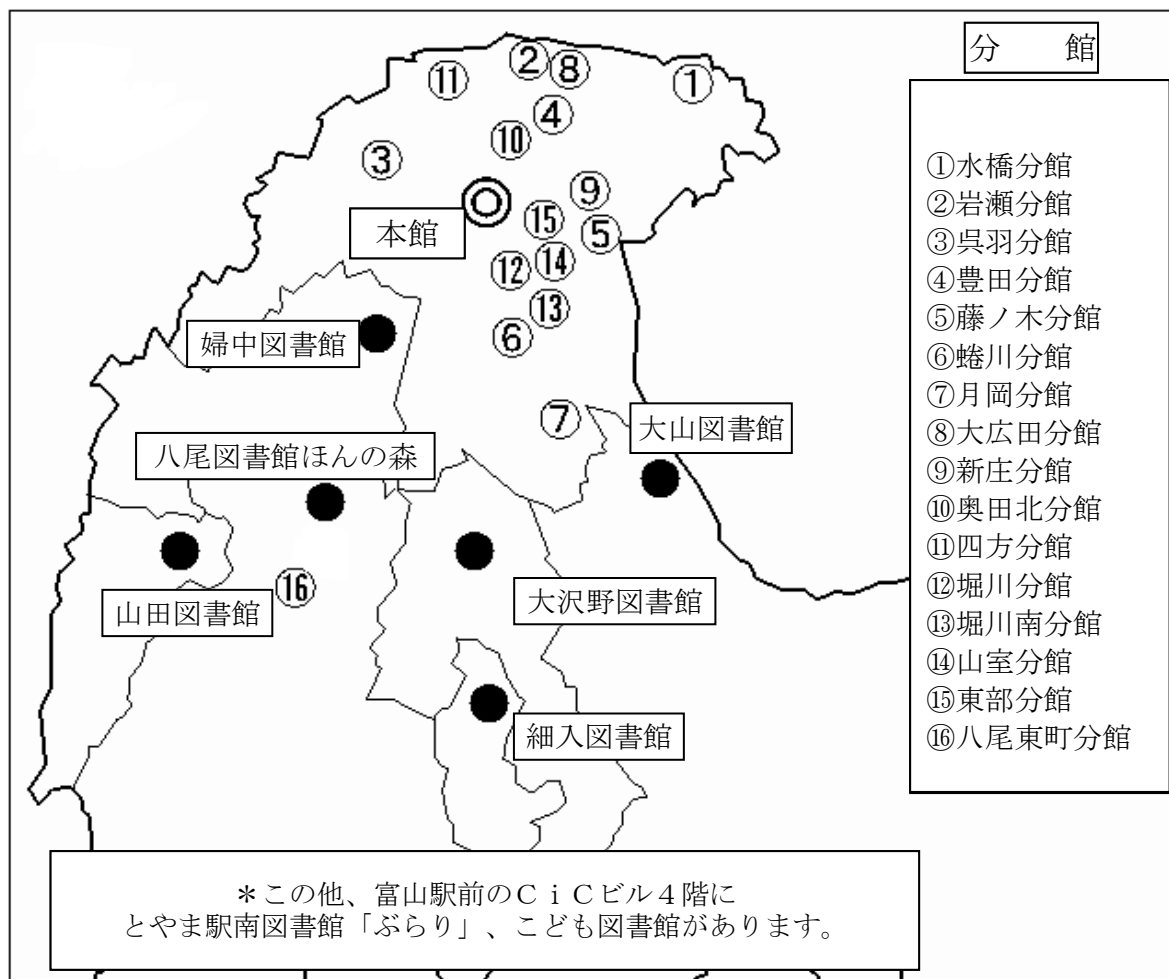 分　館
①水橋分館
②岩瀬分館
③呉羽分館
④豊田分館
⑤藤ノ木分館
⑥蜷川分館
⑦月岡分館
⑧大広田分館
⑨新庄分館
⑩奥田北分館
⑪四方分館
⑫堀川分館
⑬堀川南分館
⑭山室分館
⑮東部分館
⑯八尾東町分館
②
⑧
⑪
①
④
⑩
③
⑨
本館
⑮
⑤
⑭
⑫
⑬
⑥
婦中図書館
⑦
大山図書館
八尾図書館ほんの森
⑯
山田図書館
大沢野図書館
細入図書館
＊この他、富山駅前のＣｉＣビル４階に
とやま駅南図書館「ぶらり」、こども図書館があります。